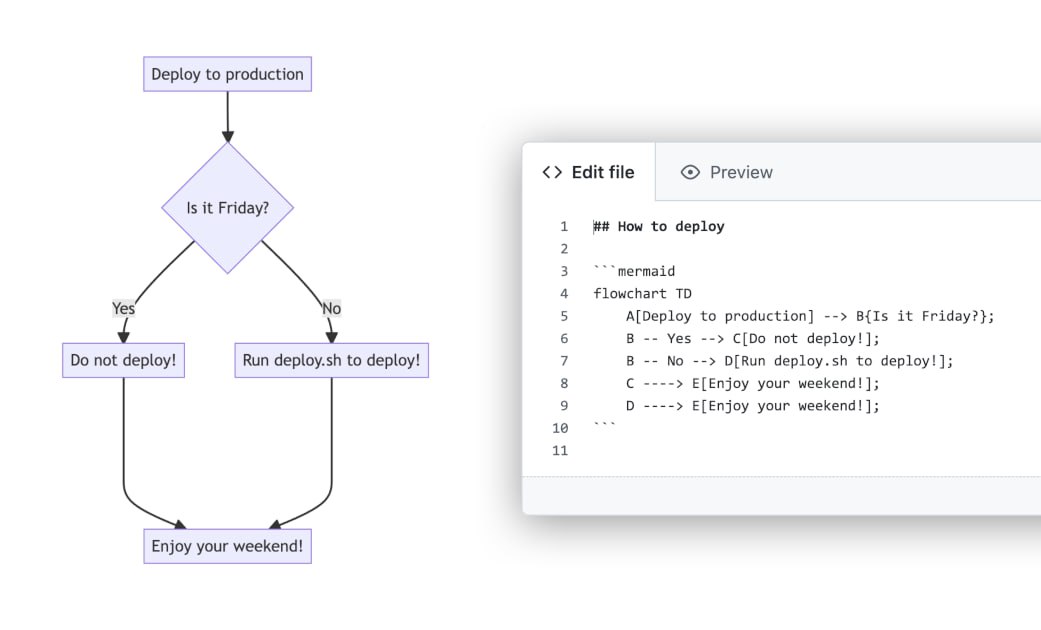 Deploy to production
Is it Friday?
Yes
No
Do not deploy!
Run deploy.sh to deploy!
Enjoy your weekend!
<> Edit file
Preview
1 ## How to deploy
2
3 ```mermaid
4 flowchart TD
5     A[Deploy to production] --> B{Is it Friday?};
6     B -- Yes --> C[Do not deploy!];
7     B -- No --> D[Run deploy.sh to deploy!];
8     C ----> E[Enjoy your weekend!];
9     D ----> E[Enjoy your weekend!];
10 ```
11